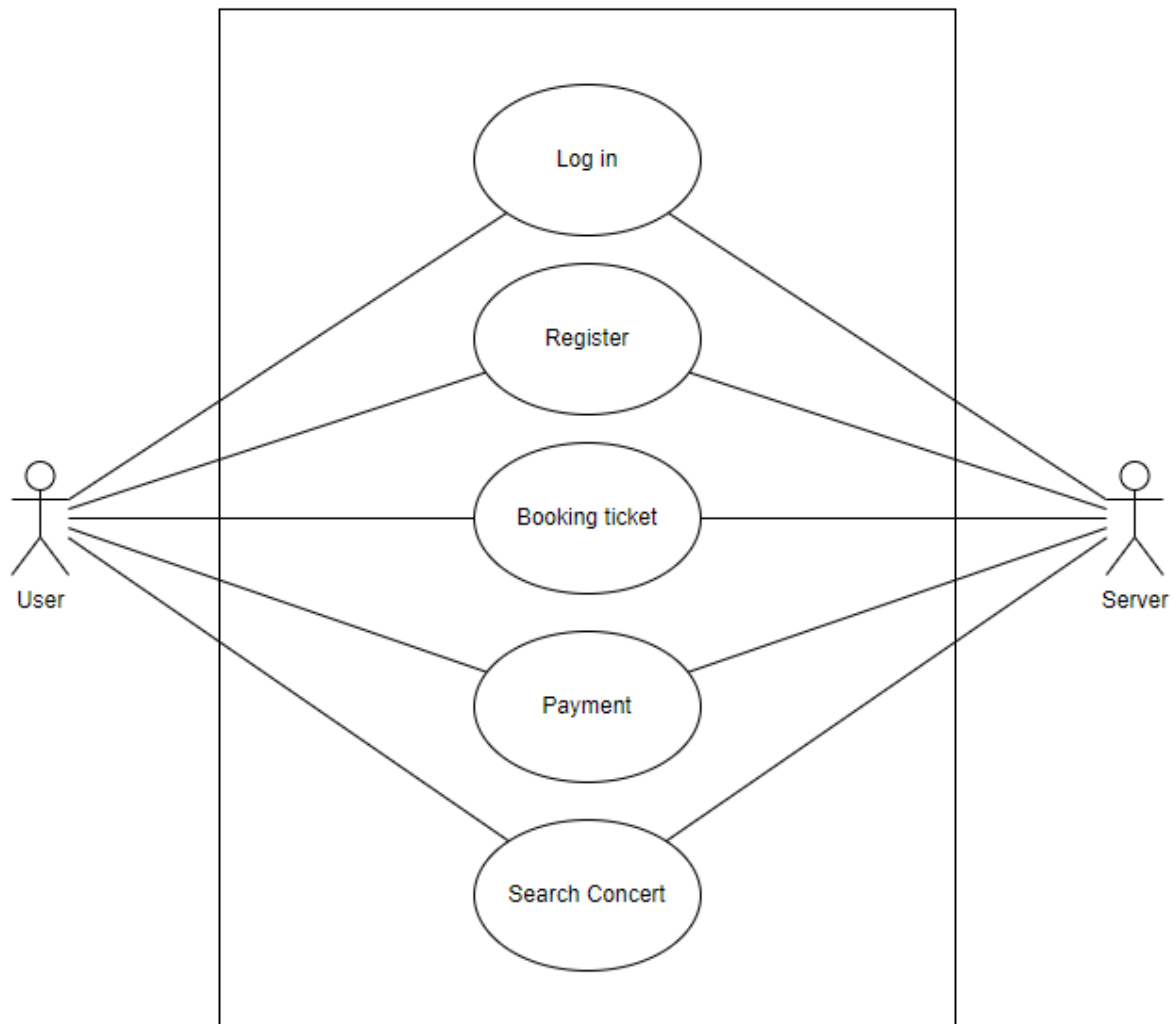 Log in
Register
Booking ticket
User
Server
Payment
Search Concert